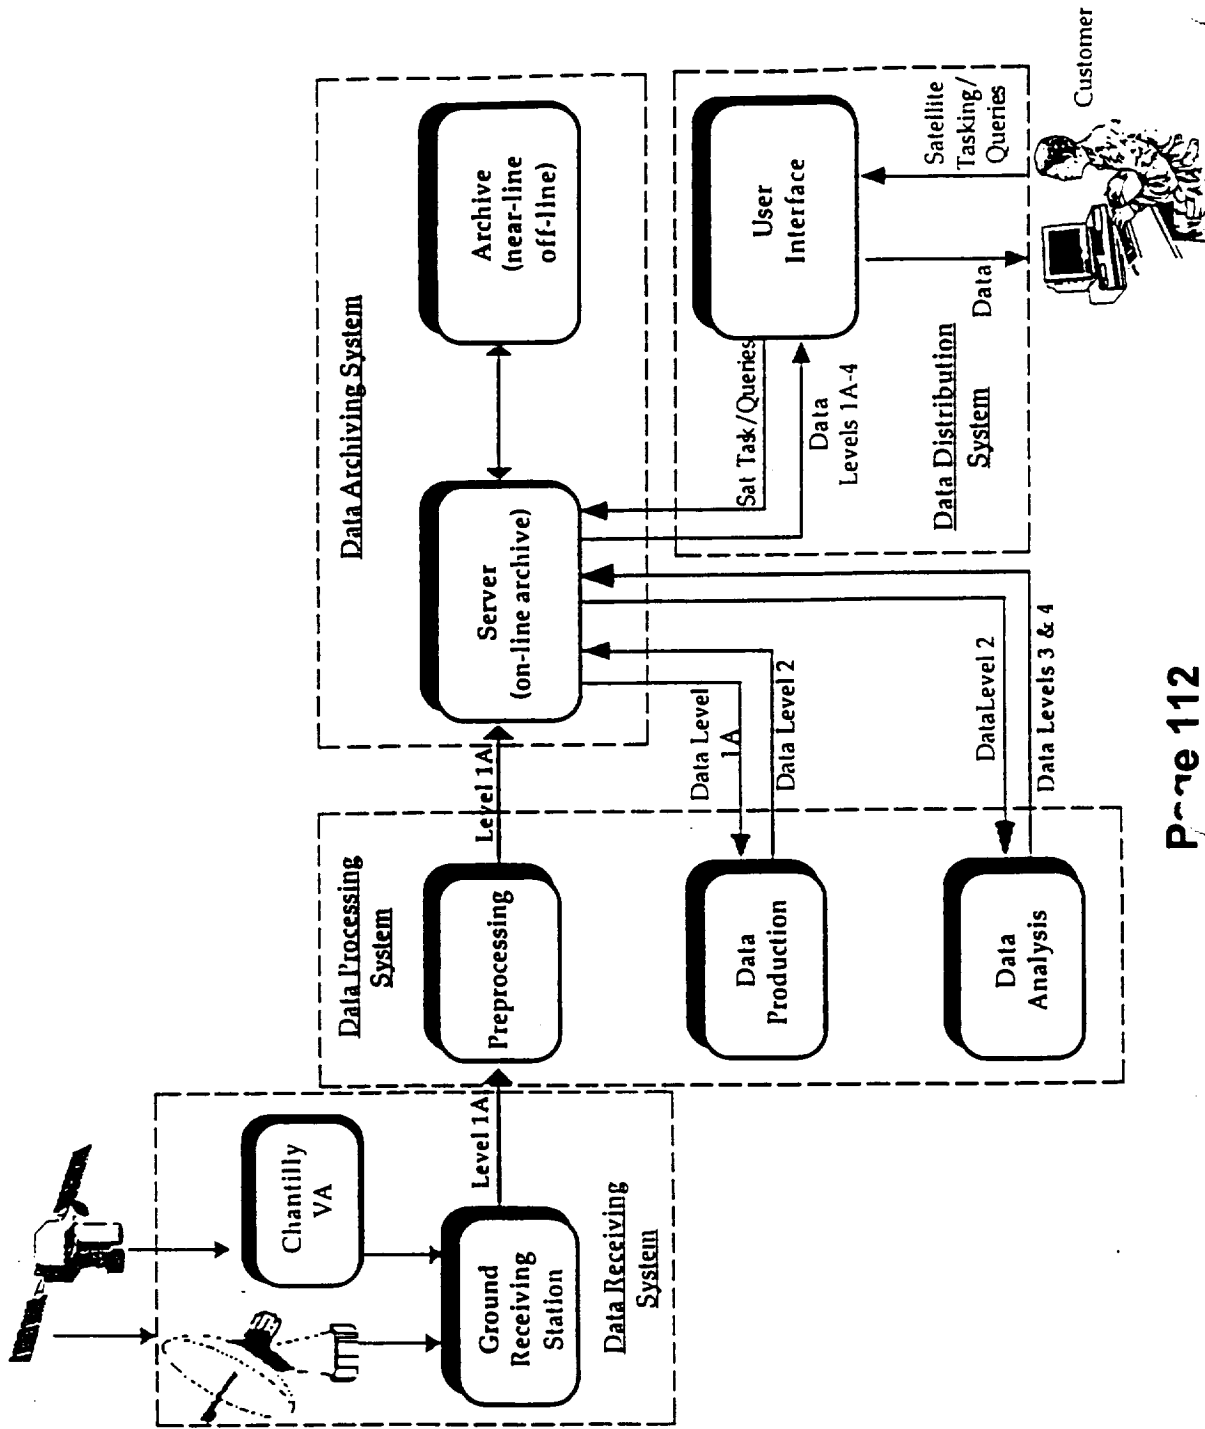 Chantilly
VA
Ground
Receiving
Station
Data Receiving
System
Level 1A
Data Processing
System
Preprocessing
Data
Production
Data
Analysis
Level 1A
Data Level
1A
Data Level 2
DataLevel 2
Data Levels 3 & 4
Data Archiving System
Server
(on-line archive)
Archive
(near-line
off-line)
Sat Task/Queries
Data
Levels 1A-4
User
Interface
Data Distribution
System
Satellite
Tasking/
Queries
Data
Customer
Page 112